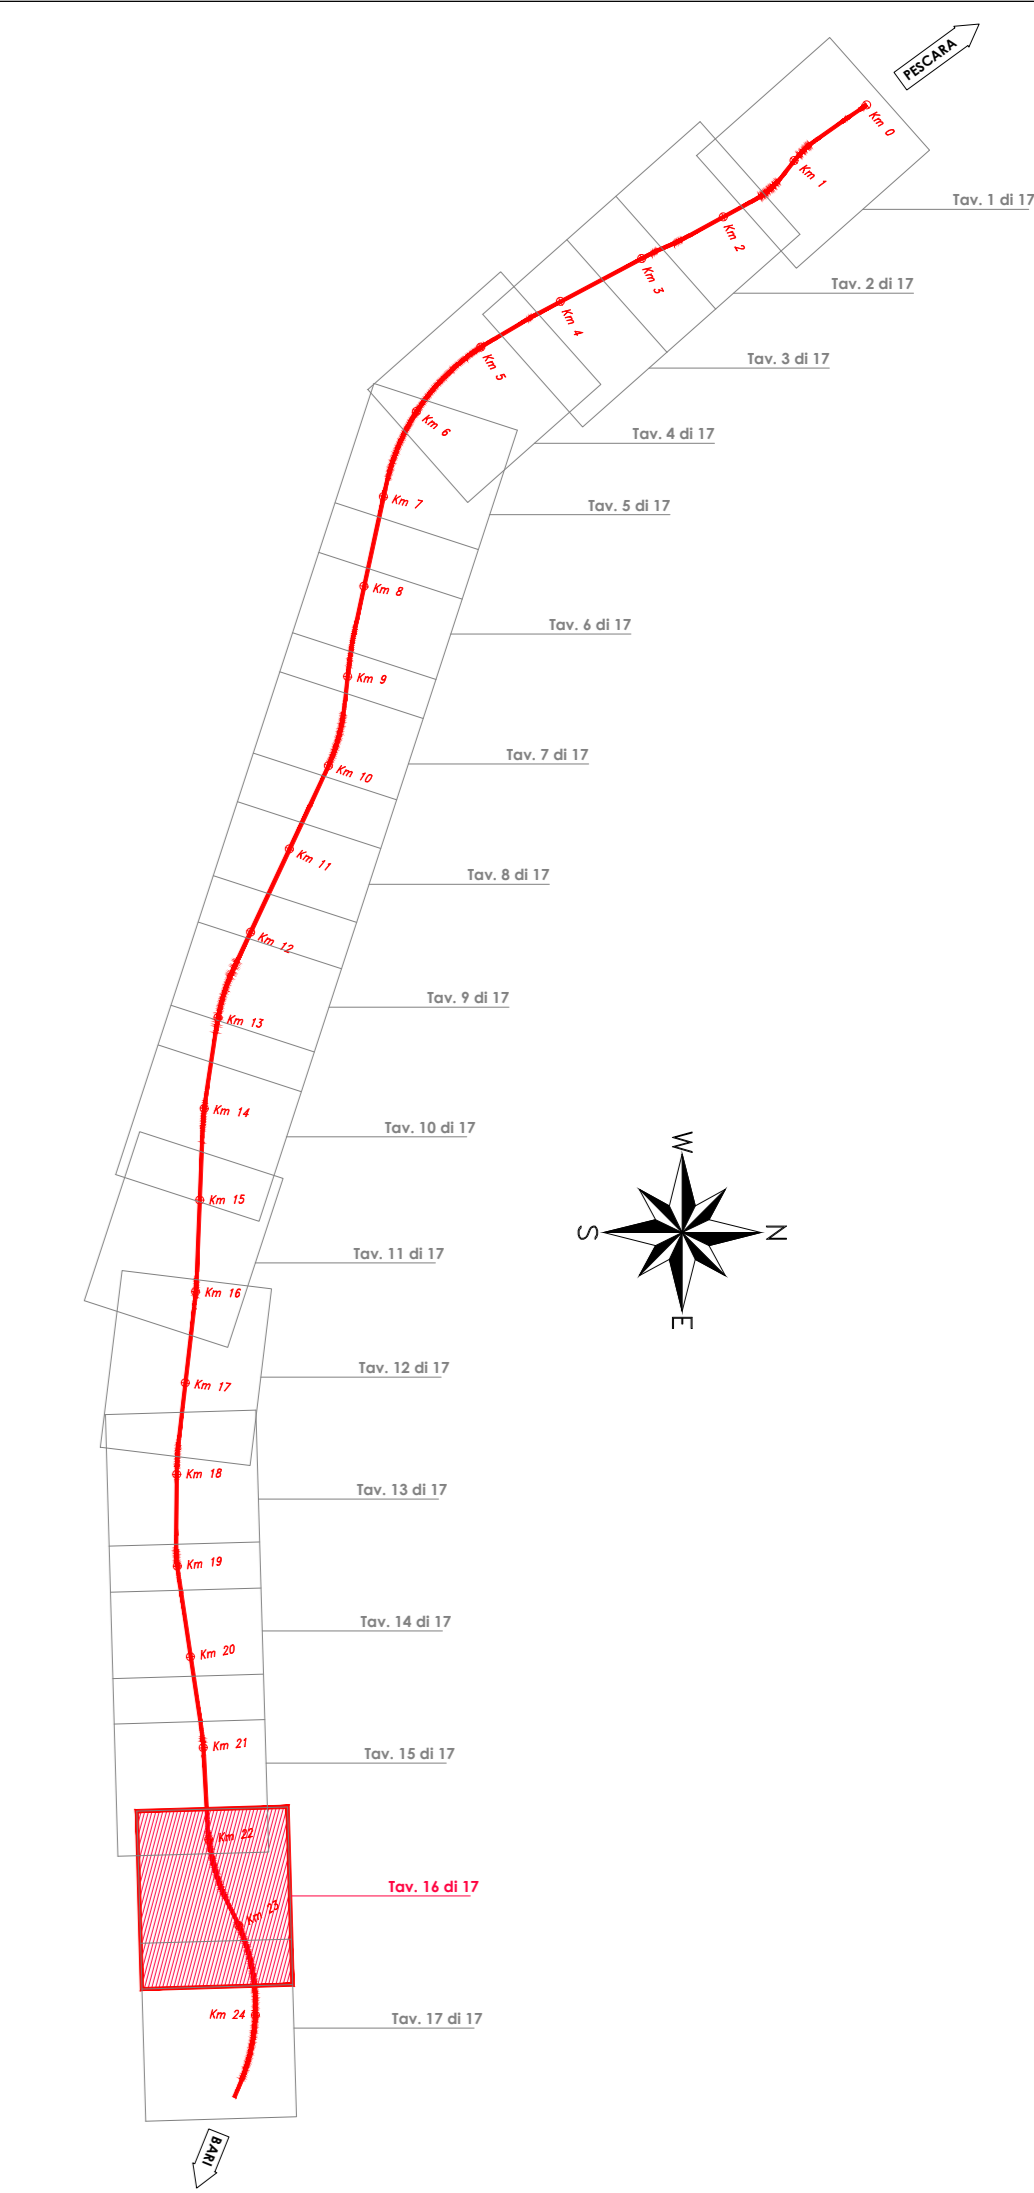 PESCARA
Km 0
Km 1
Tav. 1 di 17
Km 2
Km 3
Tav. 2 di 17
Km 4
Tav. 3 di 17
Km 5
Km 6
Tav. 4 di 17
Km 7
Tav. 5 di 17
Km 8
Tav. 6 di 17
Km 9
Tav. 7 di 17
Km 10
Km 11
Tav. 8 di 17
Km 12
Tav. 9 di 17
Km 13
Km 14
Tav. 10 di 17
W
Km 15
S
N
Tav. 11 di 17
Km 16
E
Tav. 12 di 17
Km 17
Km 18
Tav. 13 di 17
Km 19
Tav. 14 di 17
Km 20
Km 21
Tav. 15 di 17
Km 22
Tav. 16 di 17
Km 23
Km 24
Tav. 17 di 17
BARI